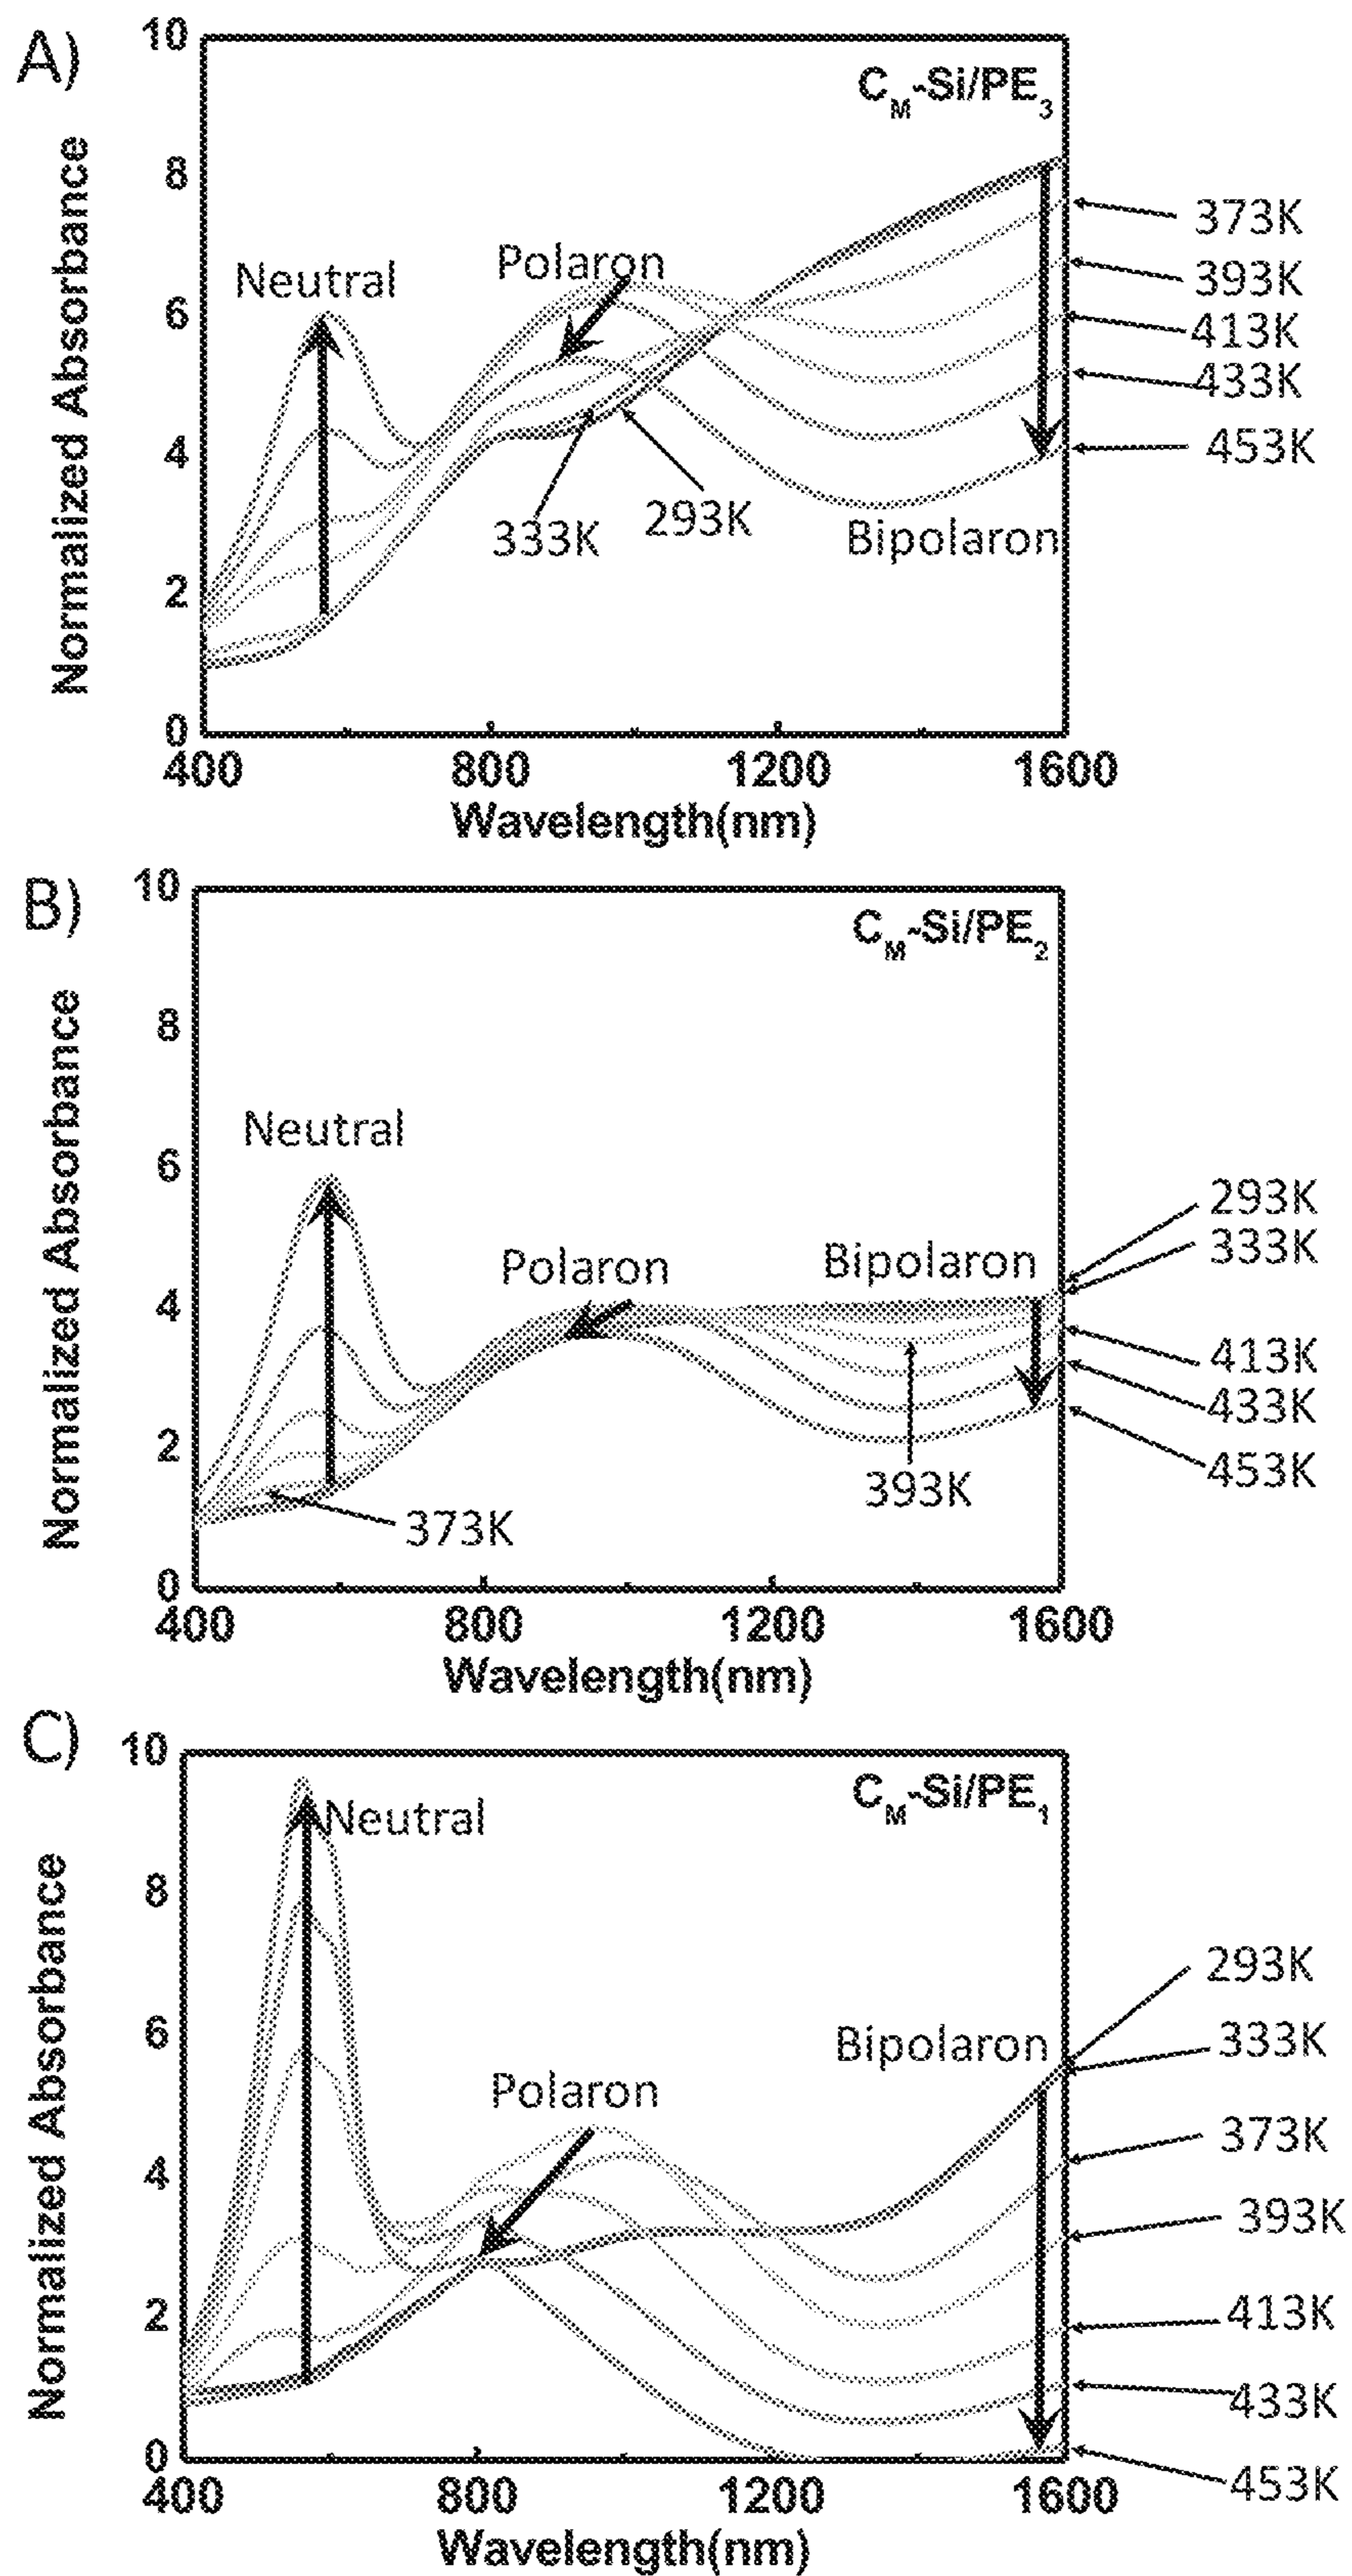 A)
10
C_M-Si/PE_3
8
373K
Polaron
Neutral
393K
6
413K
433K
4
453K
293K
333K
Bipolaron
2
0
400 800 1200 1600
Wavelength(nm)
Normalized Absorbance
B)
10
C_M-Si/PE_2
8
Neutral
6
293K
Polaron
Bipolaron
333K
4
413K
433K
2
453K
393K
373K
0
400 800 1200 1600
Wavelength(nm)
Normalized Absorbance
C)
10
C_M-Si/PE_1
Neutral
8
293K
6
Bipolaron
333K
Polaron
373K
4
393K
2
413K
433K
0
453K
400 800 1200 1600
Wavelength(nm)
Normalized Absorbance